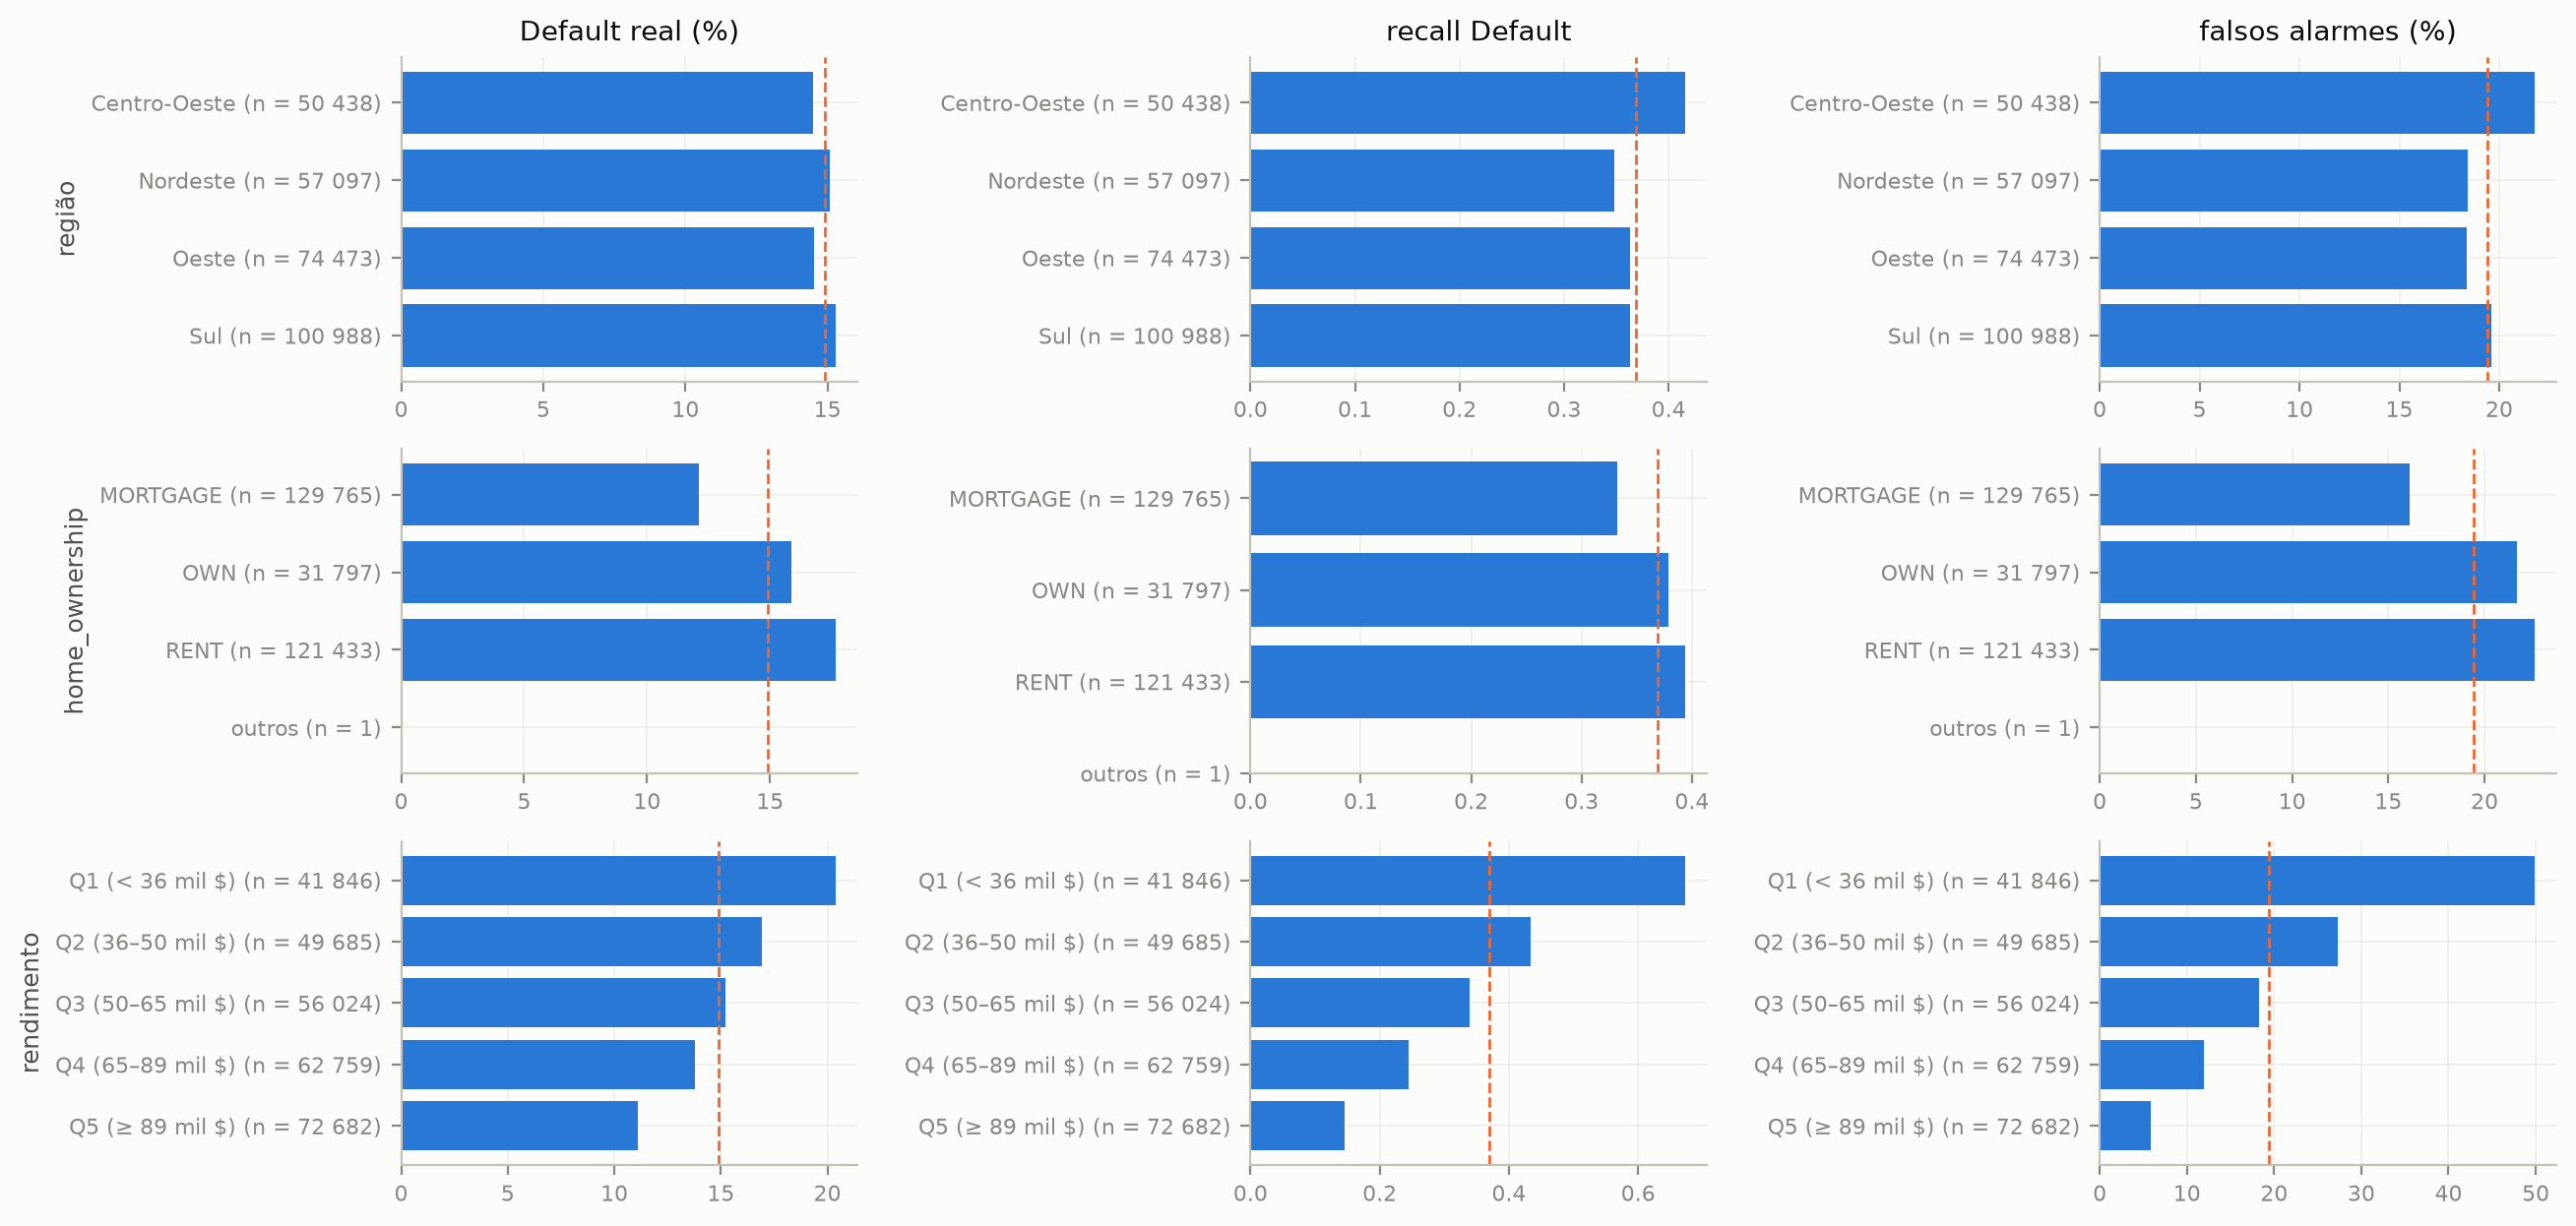 Default real (%)
recall Default
falsos alarmes (%)
região
Centro-Oeste (n = 50 438)
Nordeste (n = 57 097)
Oeste (n = 74 473)
Sul (n = 100 988)
0 5 10 15
Centro-Oeste (n = 50 438)
Nordeste (n = 57 097)
Oeste (n = 74 473)
Sul (n = 100 988)
0.0 0.1 0.2 0.3 0.4
Centro-Oeste (n = 50 438)
Nordeste (n = 57 097)
Oeste (n = 74 473)
Sul (n = 100 988)
0 5 10 15 20
home_ownership
MORTGAGE (n = 129 765)
OWN (n = 31 797)
RENT (n = 121 433)
outros (n = 1)
0 5 10 15
MORTGAGE (n = 129 765)
OWN (n = 31 797)
RENT (n = 121 433)
outros (n = 1)
0.0 0.1 0.2 0.3 0.4
MORTGAGE (n = 129 765)
OWN (n = 31 797)
RENT (n = 121 433)
outros (n = 1)
0 5 10 15 20
rendimento
Q1 (< 36 mil $) (n = 41 846)
Q2 (36–50 mil $) (n = 49 685)
Q3 (50–65 mil $) (n = 56 024)
Q4 (65–89 mil $) (n = 62 759)
Q5 (≥ 89 mil $) (n = 72 682)
0 5 10 15 20
Q1 (< 36 mil $) (n = 41 846)
Q2 (36–50 mil $) (n = 49 685)
Q3 (50–65 mil $) (n = 56 024)
Q4 (65–89 mil $) (n = 62 759)
Q5 (≥ 89 mil $) (n = 72 682)
0.0 0.2 0.4 0.6
Q1 (< 36 mil $) (n = 41 846)
Q2 (36–50 mil $) (n = 49 685)
Q3 (50–65 mil $) (n = 56 024)
Q4 (65–89 mil $) (n = 62 759)
Q5 (≥ 89 mil $) (n = 72 682)
0 10 20 30 40 50